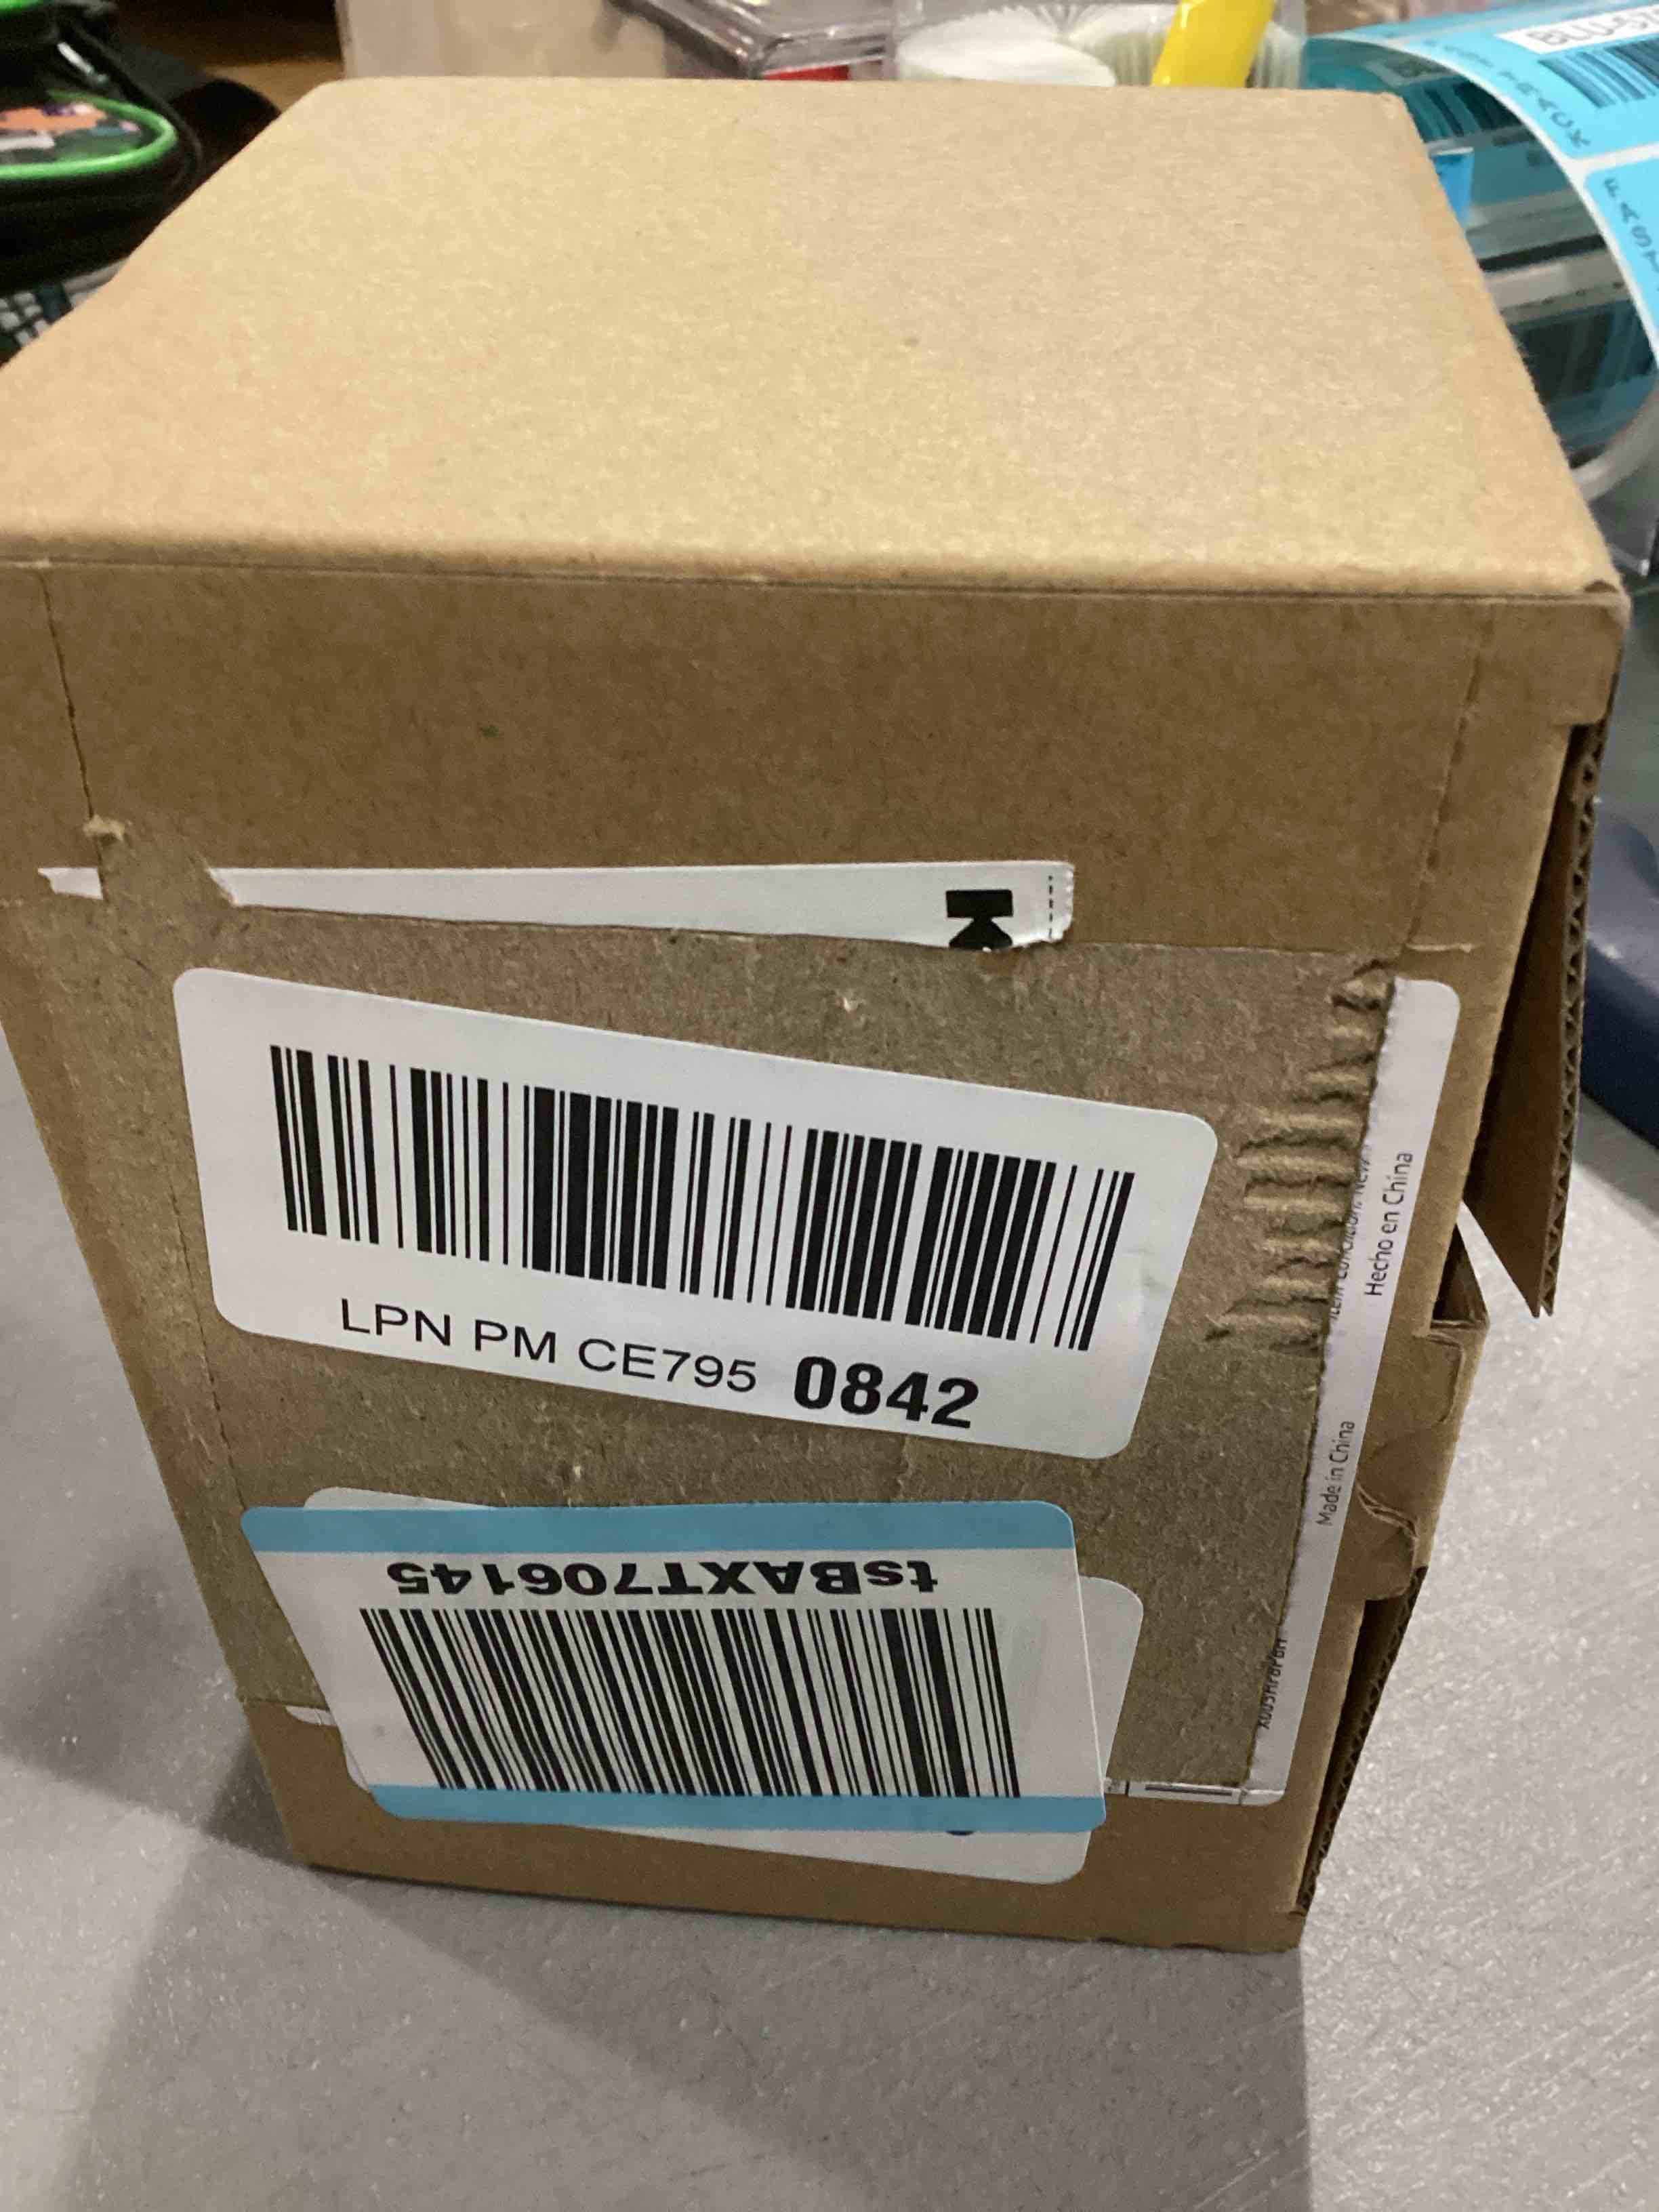 K
LPN PM CE795 0842
tsBAXT706145
Hecho en China
Made in China